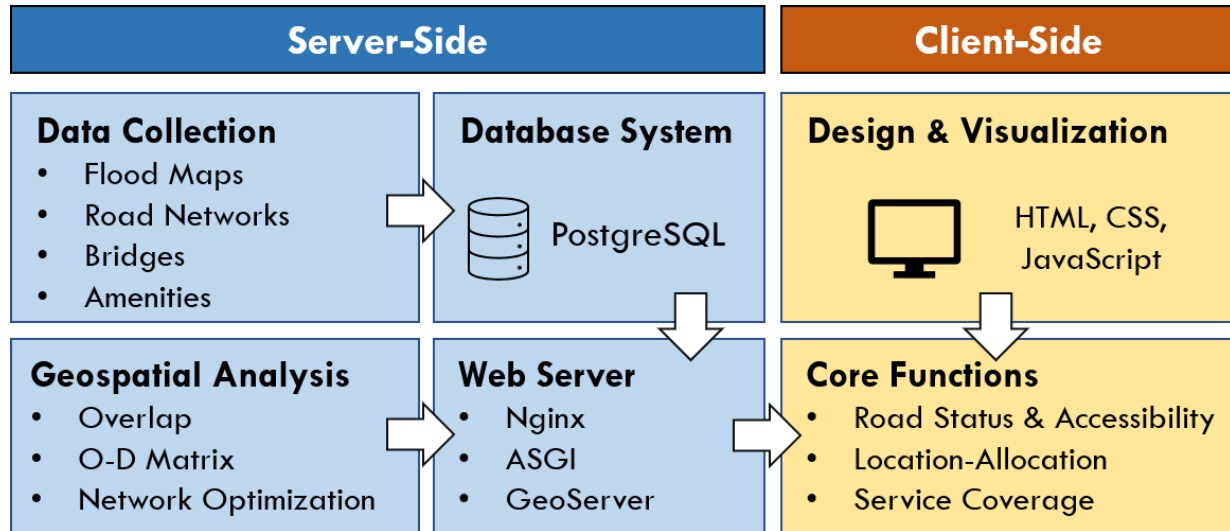 Server-Side
Client-Side
Data Collection
• Flood Maps
• Road Networks
• Bridges
• Amenities
Database System
PostgreSQL
Design & Visualization
HTML, CSS,
JavaScript
Geospatial Analysis
• Overlap
• O-D Matrix
• Network Optimization
Web Server
• Nginx
• ASGI
• GeoServer
Core Functions
• Road Status & Accessibility
• Location-Allocation
• Service Coverage